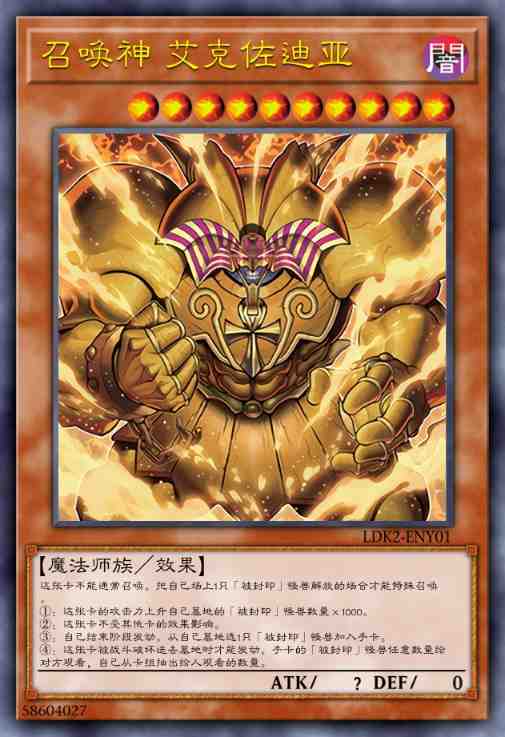 召唤神 艾克佐迪亚
闇
LDK2-ENY01
【魔法师族／效果】
这张卡不能通常召唤。把自己场上1只「被封印」怪兽解放的场合才能特殊召唤
。
①：这张卡的攻击力上升自己墓地的「被封印」怪兽数量×1000。
②：这张卡不受其他卡的效果影响。
③：自己结束阶段发动。从自己墓地选1只「被封印」怪兽加入手卡。
④：这张卡被战斗破坏送去墓地时才能发动。手卡的「被封印」怪兽任意数量给
对方观看，自己从卡组抽出给人观看的数量。
ATK/ ? DEF/ 0
58604027